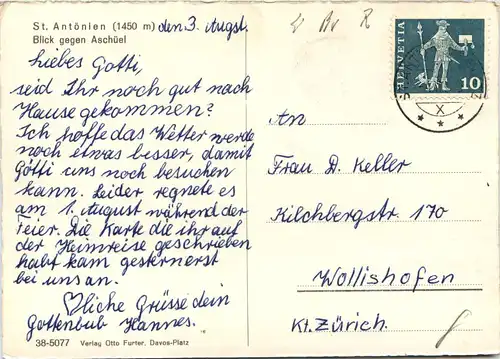 St. Antönien (1450 m) den 3. Augst.
Blick gegen Aschüel
Liebes Gotti,
seid Ihr noch gut nach
Hause gekommen?
Ich hoffe das Wetter werde
noch etwas besser, damit
Götti uns noch besuchen
kann. Leider regnete es
am 1. August während der
Feier. Die Karte die ihr auf
der Heimreise geschrieben
habt kam gestern erst
bei uns an.
liche Grüsse dein
Gottenbub Hannes.
38-5077 Verlag Otto Furter, Davos-Platz
HELVETIA
10
X
An
Frau D. Keller
Kilchbergstr. 170
Wollishofen
Kt. Zürich.